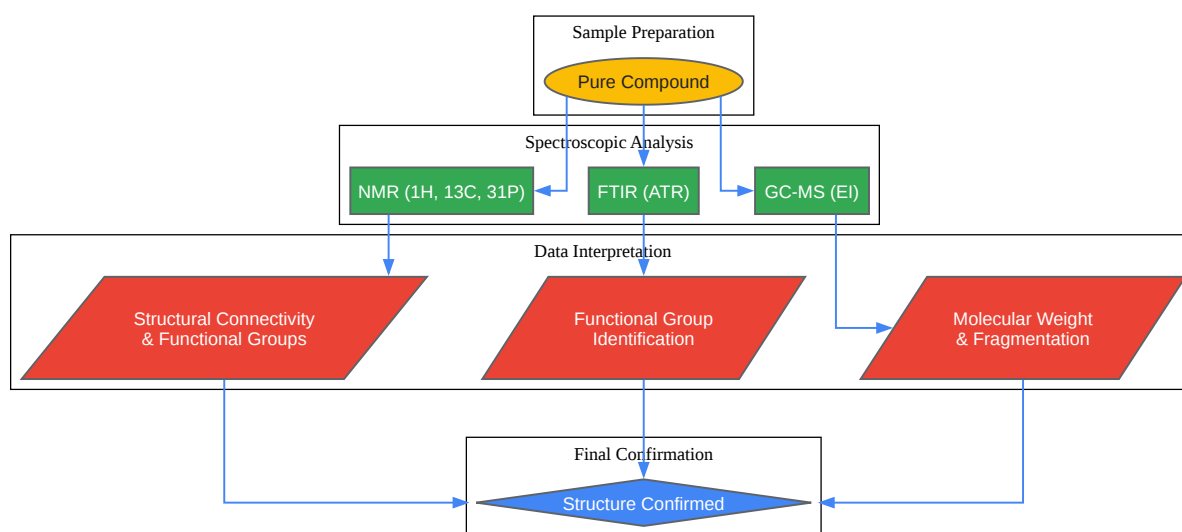 Sample Preparation
Pure Compound
Spectroscopic Analysis
NMR (1H, 13C, 31P)
FTIR (ATR)
GC-MS (EI)
Data Interpretation
Structural Connectivity
& Functional Groups
Functional Group
Identification
Molecular Weight
& Fragmentation
Final Confirmation
Structure Confirmed